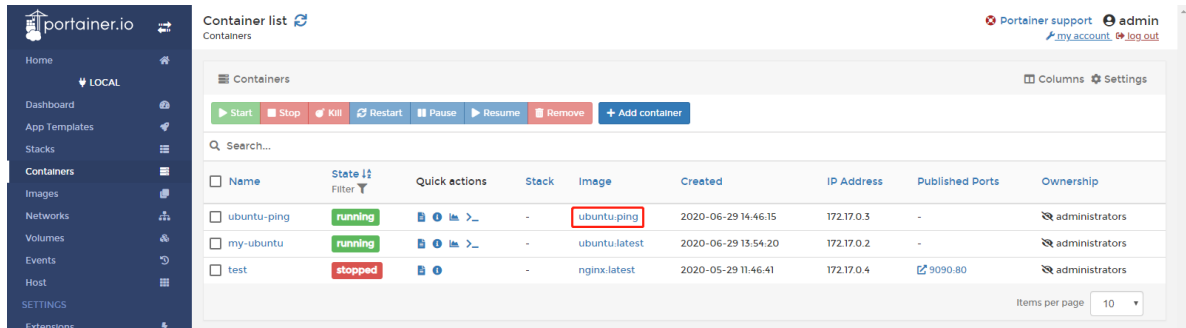 portainer.io
Home
LOCAL
Dashboard
App Templates
Stacks
Containers
Images
Networks
Volumes
Events
Host
SETTINGS
Extensions
Container list
Containers
Portainer support admin
my account log out
Containers
Columns Settings
Start Stop Kill Restart Pause Resume Remove + Add container
Search...
Name State Filter Quick actions Stack Image Created IP Address Published Ports Ownership
ubuntu-ping running - ubuntu:ping 2020-06-29 14:46:15 172.17.0.3 - administrators
my-ubuntu running - ubuntu:latest 2020-06-29 13:54:20 172.17.0.2 - administrators
test stopped - nginx:latest 2020-05-29 11:46:41 172.17.0.4 9090:80 administrators
Items per page 10